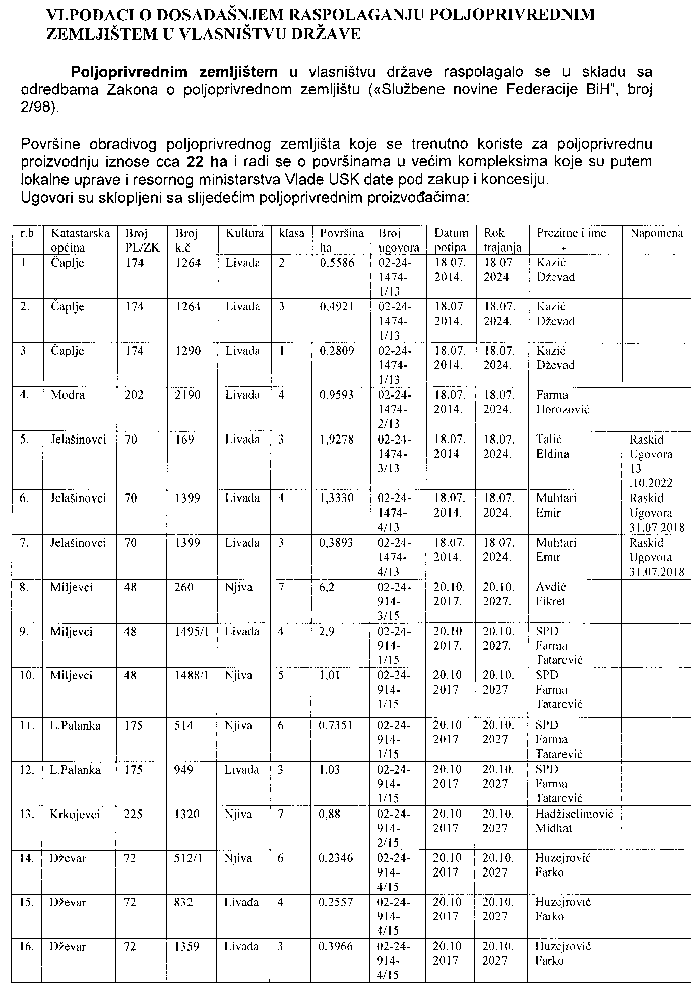 VI.PODACI O DOSADAŠNJEM RASPOLAGANJU POLJOPRIVREDNIM
ZEMLJIŠTEM U VLASNIŠTVU DRŽAVE
Poljoprivrednim zemljištem u vlasništvu države raspolagalo se u skladu sa
odredbama Zakona o poljoprivrednom zemljištu («Službene novine Federacije BiH”, broj
2/98).
Površine obradivog poljoprivrednog zemljišta koje se trenutno koriste za poljoprivrednu
proizvodnju iznose cca 22 ha i radi se o površinama u većim kompleksima koje su putem
lokalne uprave i resornog ministarstva Vlade USK date pod zakup i koncesiju.
Ugovori su sklopljeni sa slijedećim poljoprivrednim proizvođačima:
r.b Katastarska Broj Broj Kultura klasa Površina Broj Datum Rok Prezime i ime Napomena
općina PL/ZK k.č ha ugovora potipa trajanja
1. Čaplje 174 1264 Livada 2 0,5586 02-24- 18.07. 18.07. Kazić
1474- 2014. 2024 Dževad
1/13
2. Čaplje 174 1264 Livada 3 0,4921 02-24- 18.07 18.07. Kazić
1474- 2014. 2024. Dževad
1/13
3 Čaplje 174 1290 Livada 1 0,2809 02-24- 18.07. 18.07. Kazić
1474- 2014. 2024. Dževad
1/13
4. Modra 202 2190 Livada 4 0,9593 02-24- 18.07. 18.07. Farma
1474- 2014. 2024. Horozović
2/13
5. Jelašinovci 70 169 Livada 3 1,9278 02-24- 18.07. 18.07. Talić Raskid
1474- 2014 2024. Eldina Ugovora
3/13 13
.10.2022
6. Jelašinovci 70 1399 Livada 4 1,3330 02-24- 18.07. 18.07. Muhtari Raskid
1474- 2014. 2024. Emir Ugovora
4/13 31.07.2018
7. Jelašinovci 70 1399 Livada 3 0,3893 02-24- 18.07. 18.07. Muhtari Raskid
1474- 2014. 2024. Emir Ugovora
4/13 31.07.2018
8. Miljevci 48 260 Njiva 7 6,2 02-24- 20.10. 20.10. Avdić
914- 2017. 2027. Fikret
3/15
9. Miljevci 48 1495/1 Livada 4 2,9 02-24- 20.10 20.10. SPD
914- 2017. 2027. Farma
1/15 Tatarević
10. Miljevci 48 1488/1 Njiva 5 1,01 02-24- 20.10 20.10. SPD
914- 2017 2027 Farma
1/15 Tatarević
11. L.Palanka 175 514 Njiva 6 0,7351 02-24- 20.10 20.10. SPD
914- 2017 2027 Farma
1/15 Tatarević
12. L.Palanka 175 949 Livada 3 1,03 02-24- 20.10 20.10. SPD
914- 2017 2027 Farma
1/15 Tatarević
13. Krkojevci 225 1320 Njiva 7 0,88 02-24- 20.10 20.10. Hadžiselimović
914- 2017 2027 Midhat
2/15
14. Dževar 72 512/1 Njiva 6 0,2346 02-24- 20.10 20.10. Huzejrović
914- 2017 2027 Farko
4/15
15. Dževar 72 832 Livada 4 0,2557 02-24- 20.10 20.10. Huzejrović
914- 2017 2027 Farko
4/15
16. Dževar 72 1359 Livada 3 0.3966 02-24- 20.10 20.10. Huzejrović
914- 2017 2027 Farko
4/15